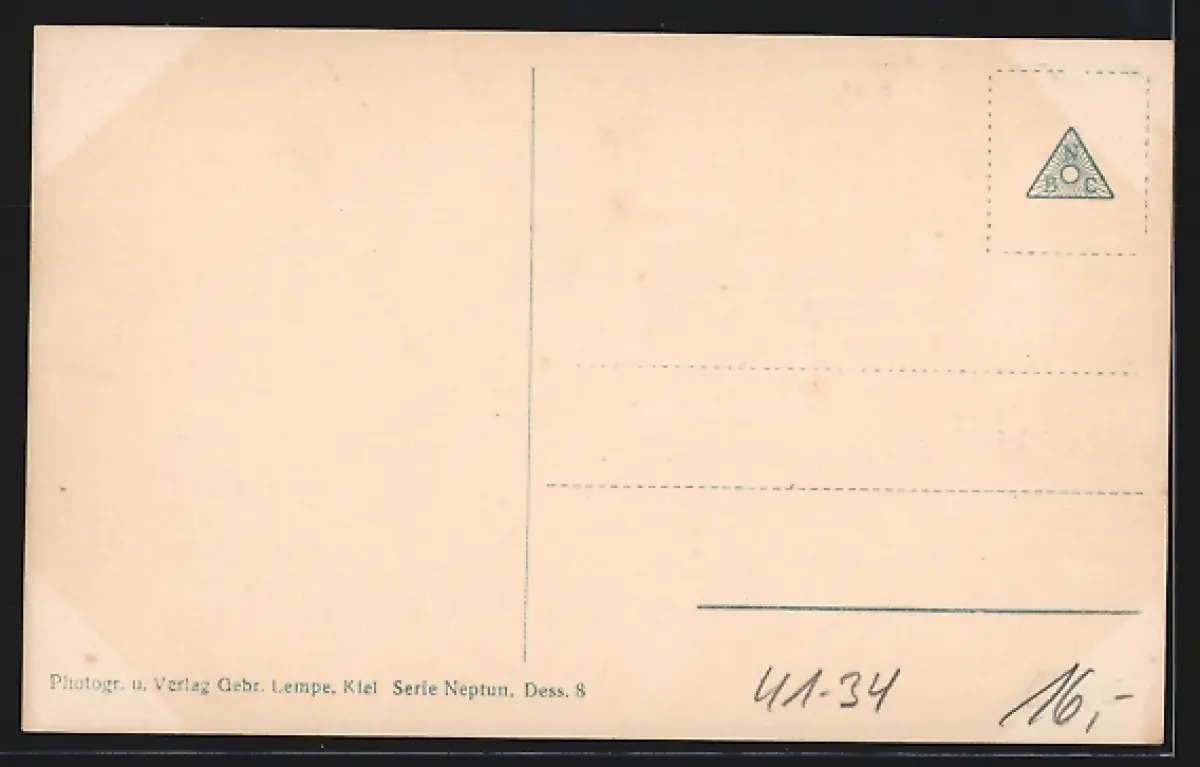 N
B C
Photogr. u. Verlag Gebr. Lempe, Kiel Serie Neptun, Dess. 8
41-34
16,-